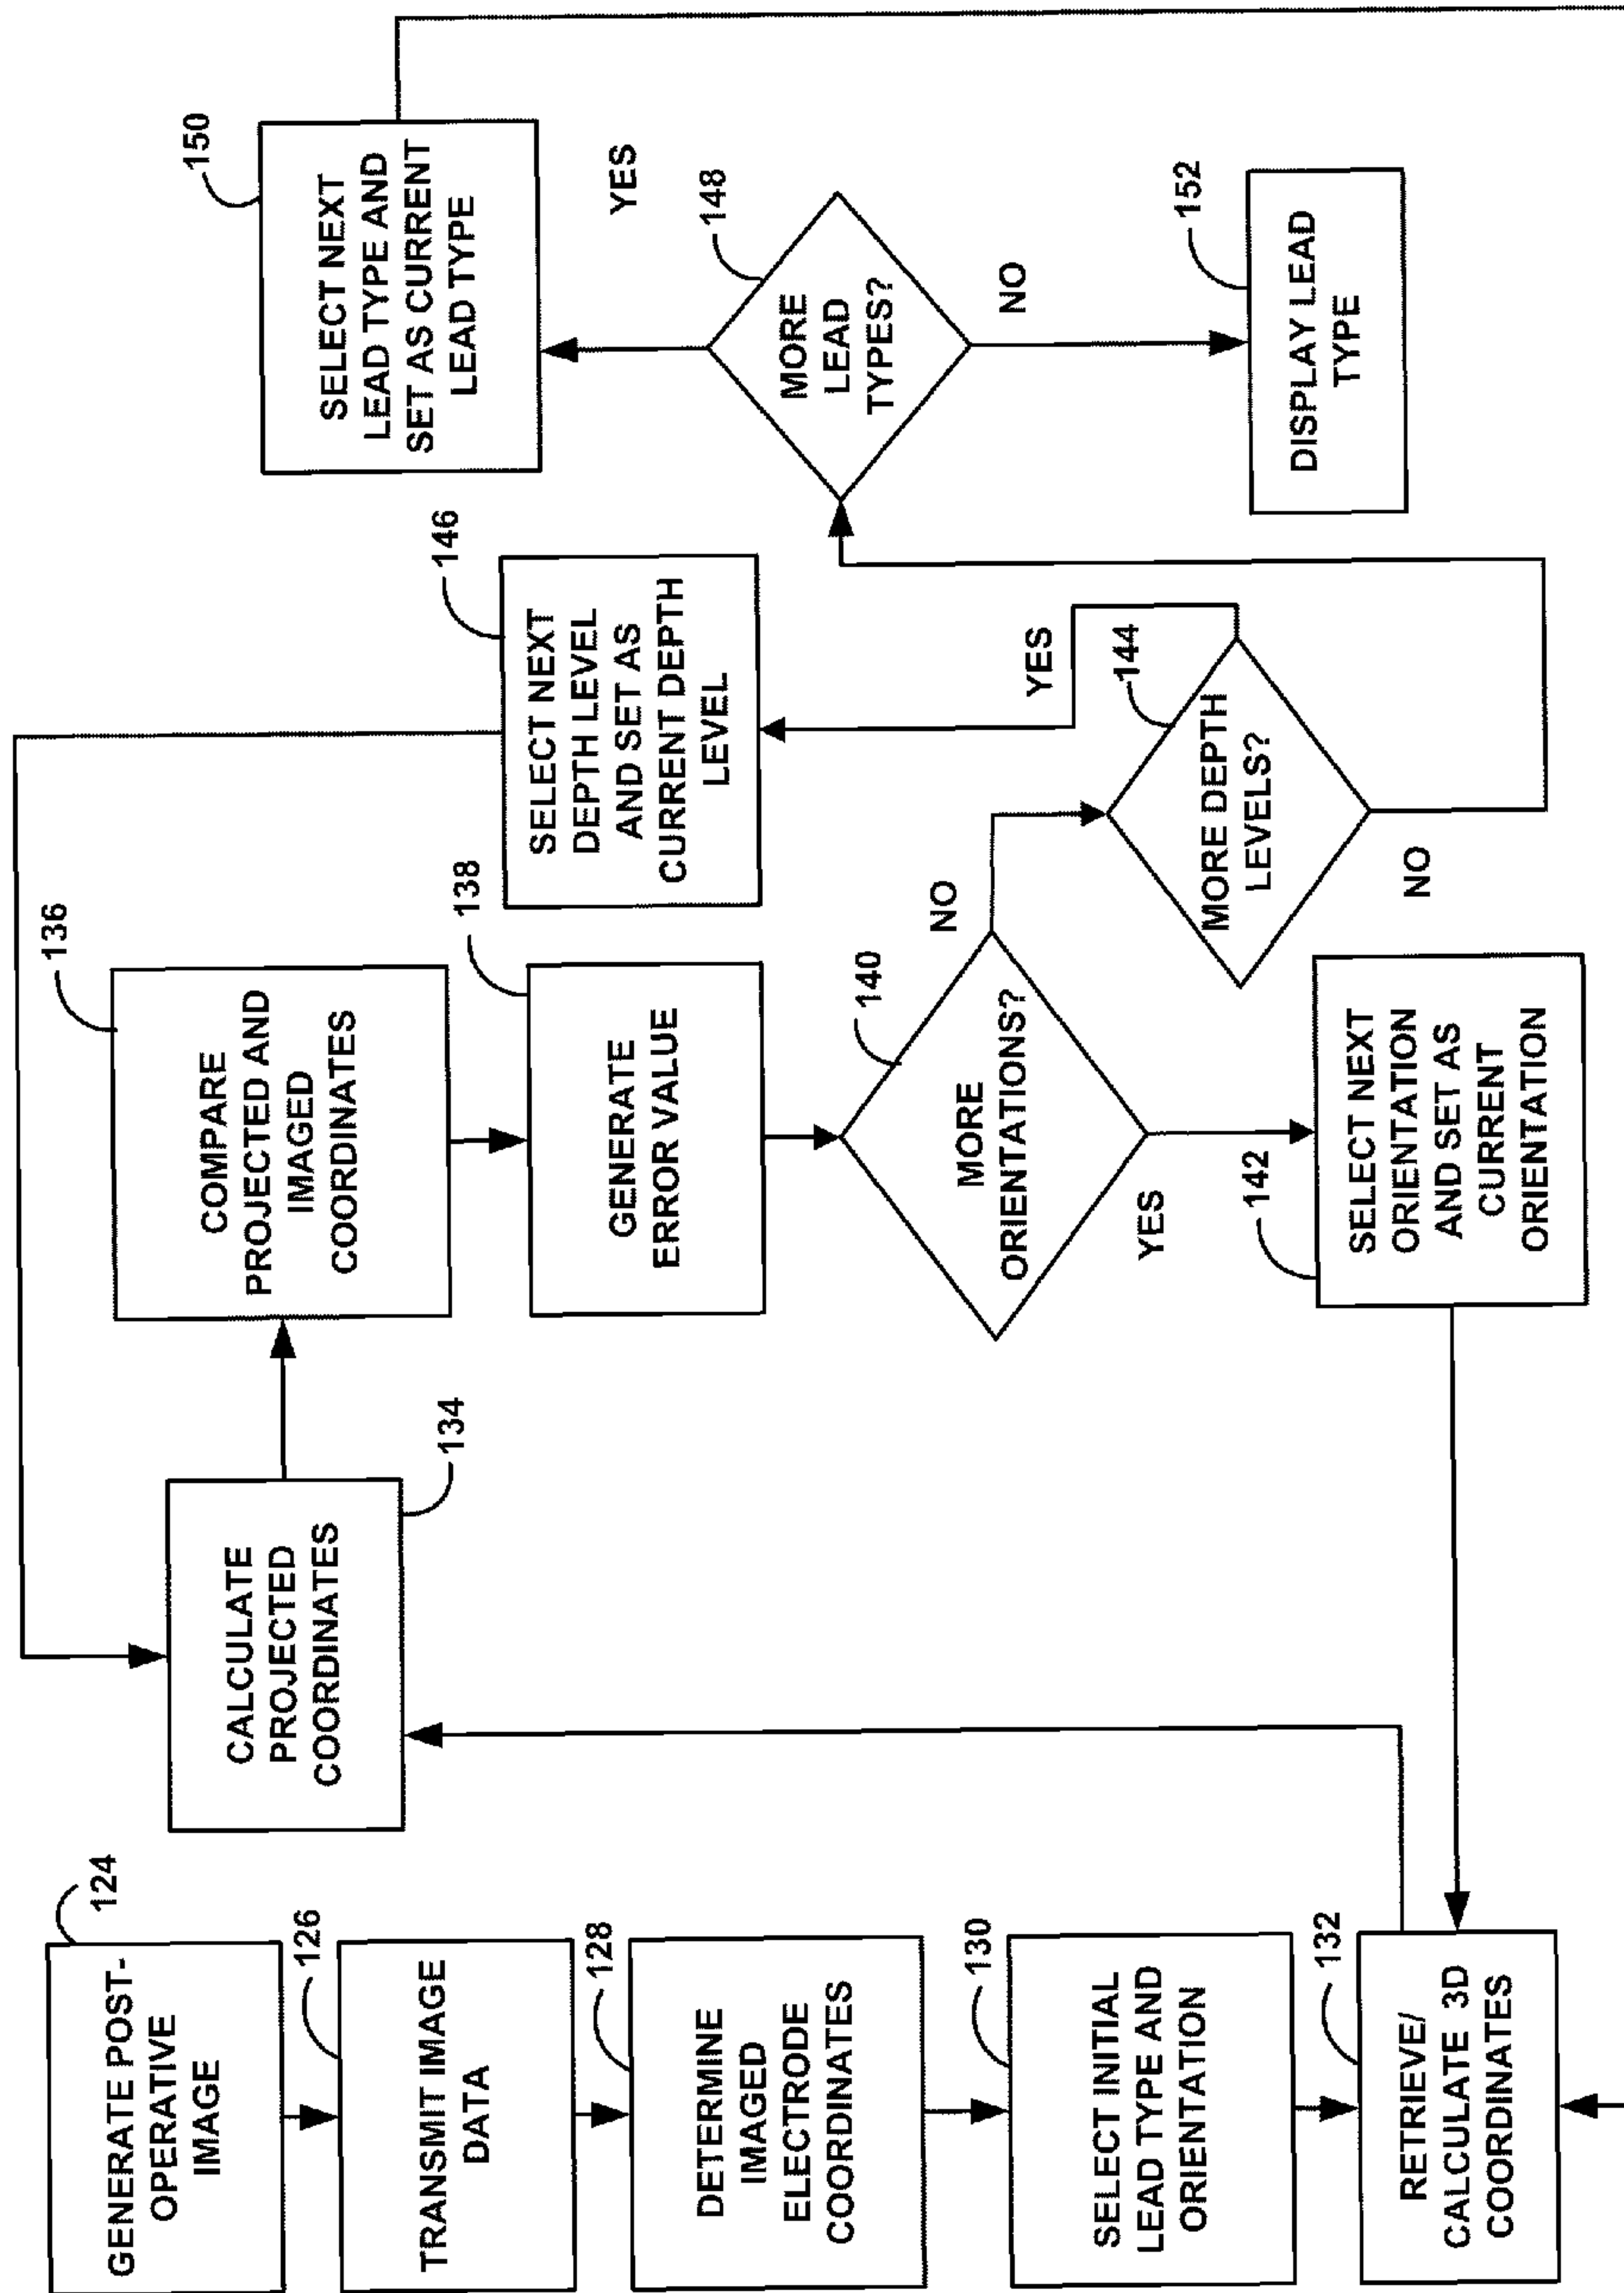 124
GENERATE POST-
OPERATIVE
IMAGE
126
TRANSMIT IMAGE
DATA
128
DETERMINE
IMAGED
ELECTRODE
COORDINATES
130
SELECT INITIAL
LEAD TYPE AND
ORIENTATION
132
RETRIEVE/
CALCULATE 3D
COORDINATES
CALCULATE
PROJECTED
COORDINATES
134
136
COMPARE
PROJECTED AND
IMAGED
COORDINATES
138
GENERATE
ERROR VALUE
140
MORE
ORIENTATIONS?
NO
YES
142
SELECT NEXT
ORIENTATION
AND SET AS
CURRENT
ORIENTATION
146
SELECT NEXT
DEPTH LEVEL
AND SET AS
CURRENT DEPTH
LEVEL
YES
144
MORE DEPTH
LEVELS?
NO
150
SELECT NEXT
LEAD TYPE AND
SET AS CURRENT
LEAD TYPE
YES
148
MORE
LEAD
TYPES?
NO
152
DISPLAY LEAD
TYPE